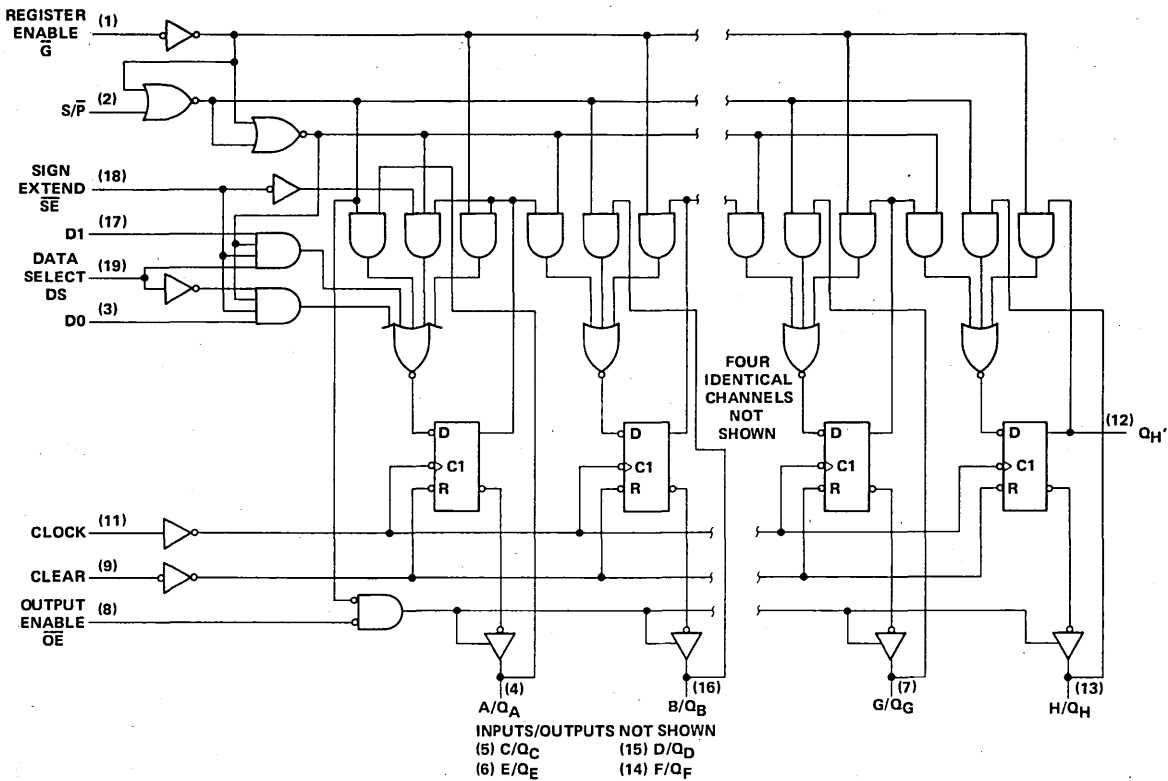 REGISTER (1)
ENABLE
G̅
S/P̅ (2)
SIGN (18)
EXTEND
S̅E̅
D1 (17)
DATA (19)
SELECT
DS
D0 (3)
FOUR
IDENTICAL
CHANNELS
NOT
SHOWN
D
C1
R
D
C1
R
D
C1
R
D
C1
R
(12)
QH'
CLOCK (11)
CLEAR (9)
OUTPUT (8)
ENABLE
O̅E̅
(4)
A/QA
(16)
B/QB
(7)
G/QG
(13)
H/QH
INPUTS/OUTPUTS NOT SHOWN
(5) C/QC (15) D/QD
(6) E/QE (14) F/QF